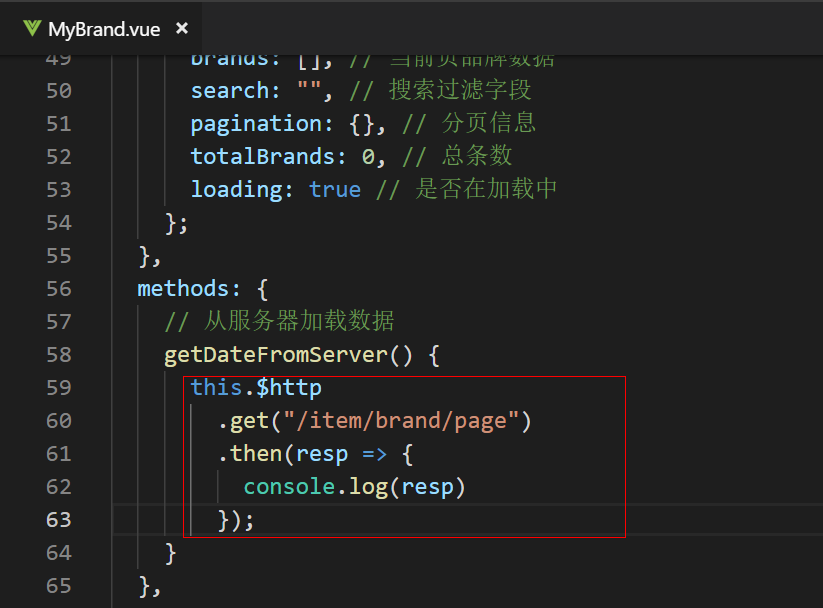 MyBrand.vue ×
49 brands: [], // 当前页品牌数据
50 search: "", // 搜索过滤字段
51 pagination: {}, // 分页信息
52 totalBrands: 0, // 总条数
53 loading: true // 是否在加载中
54 };
55 },
56 methods: {
57 // 从服务器加载数据
58 getDateFromServer() {
59 this.$http
60 .get("/item/brand/page")
61 .then(resp => {
62 console.log(resp)
63 });
64 }
65 },